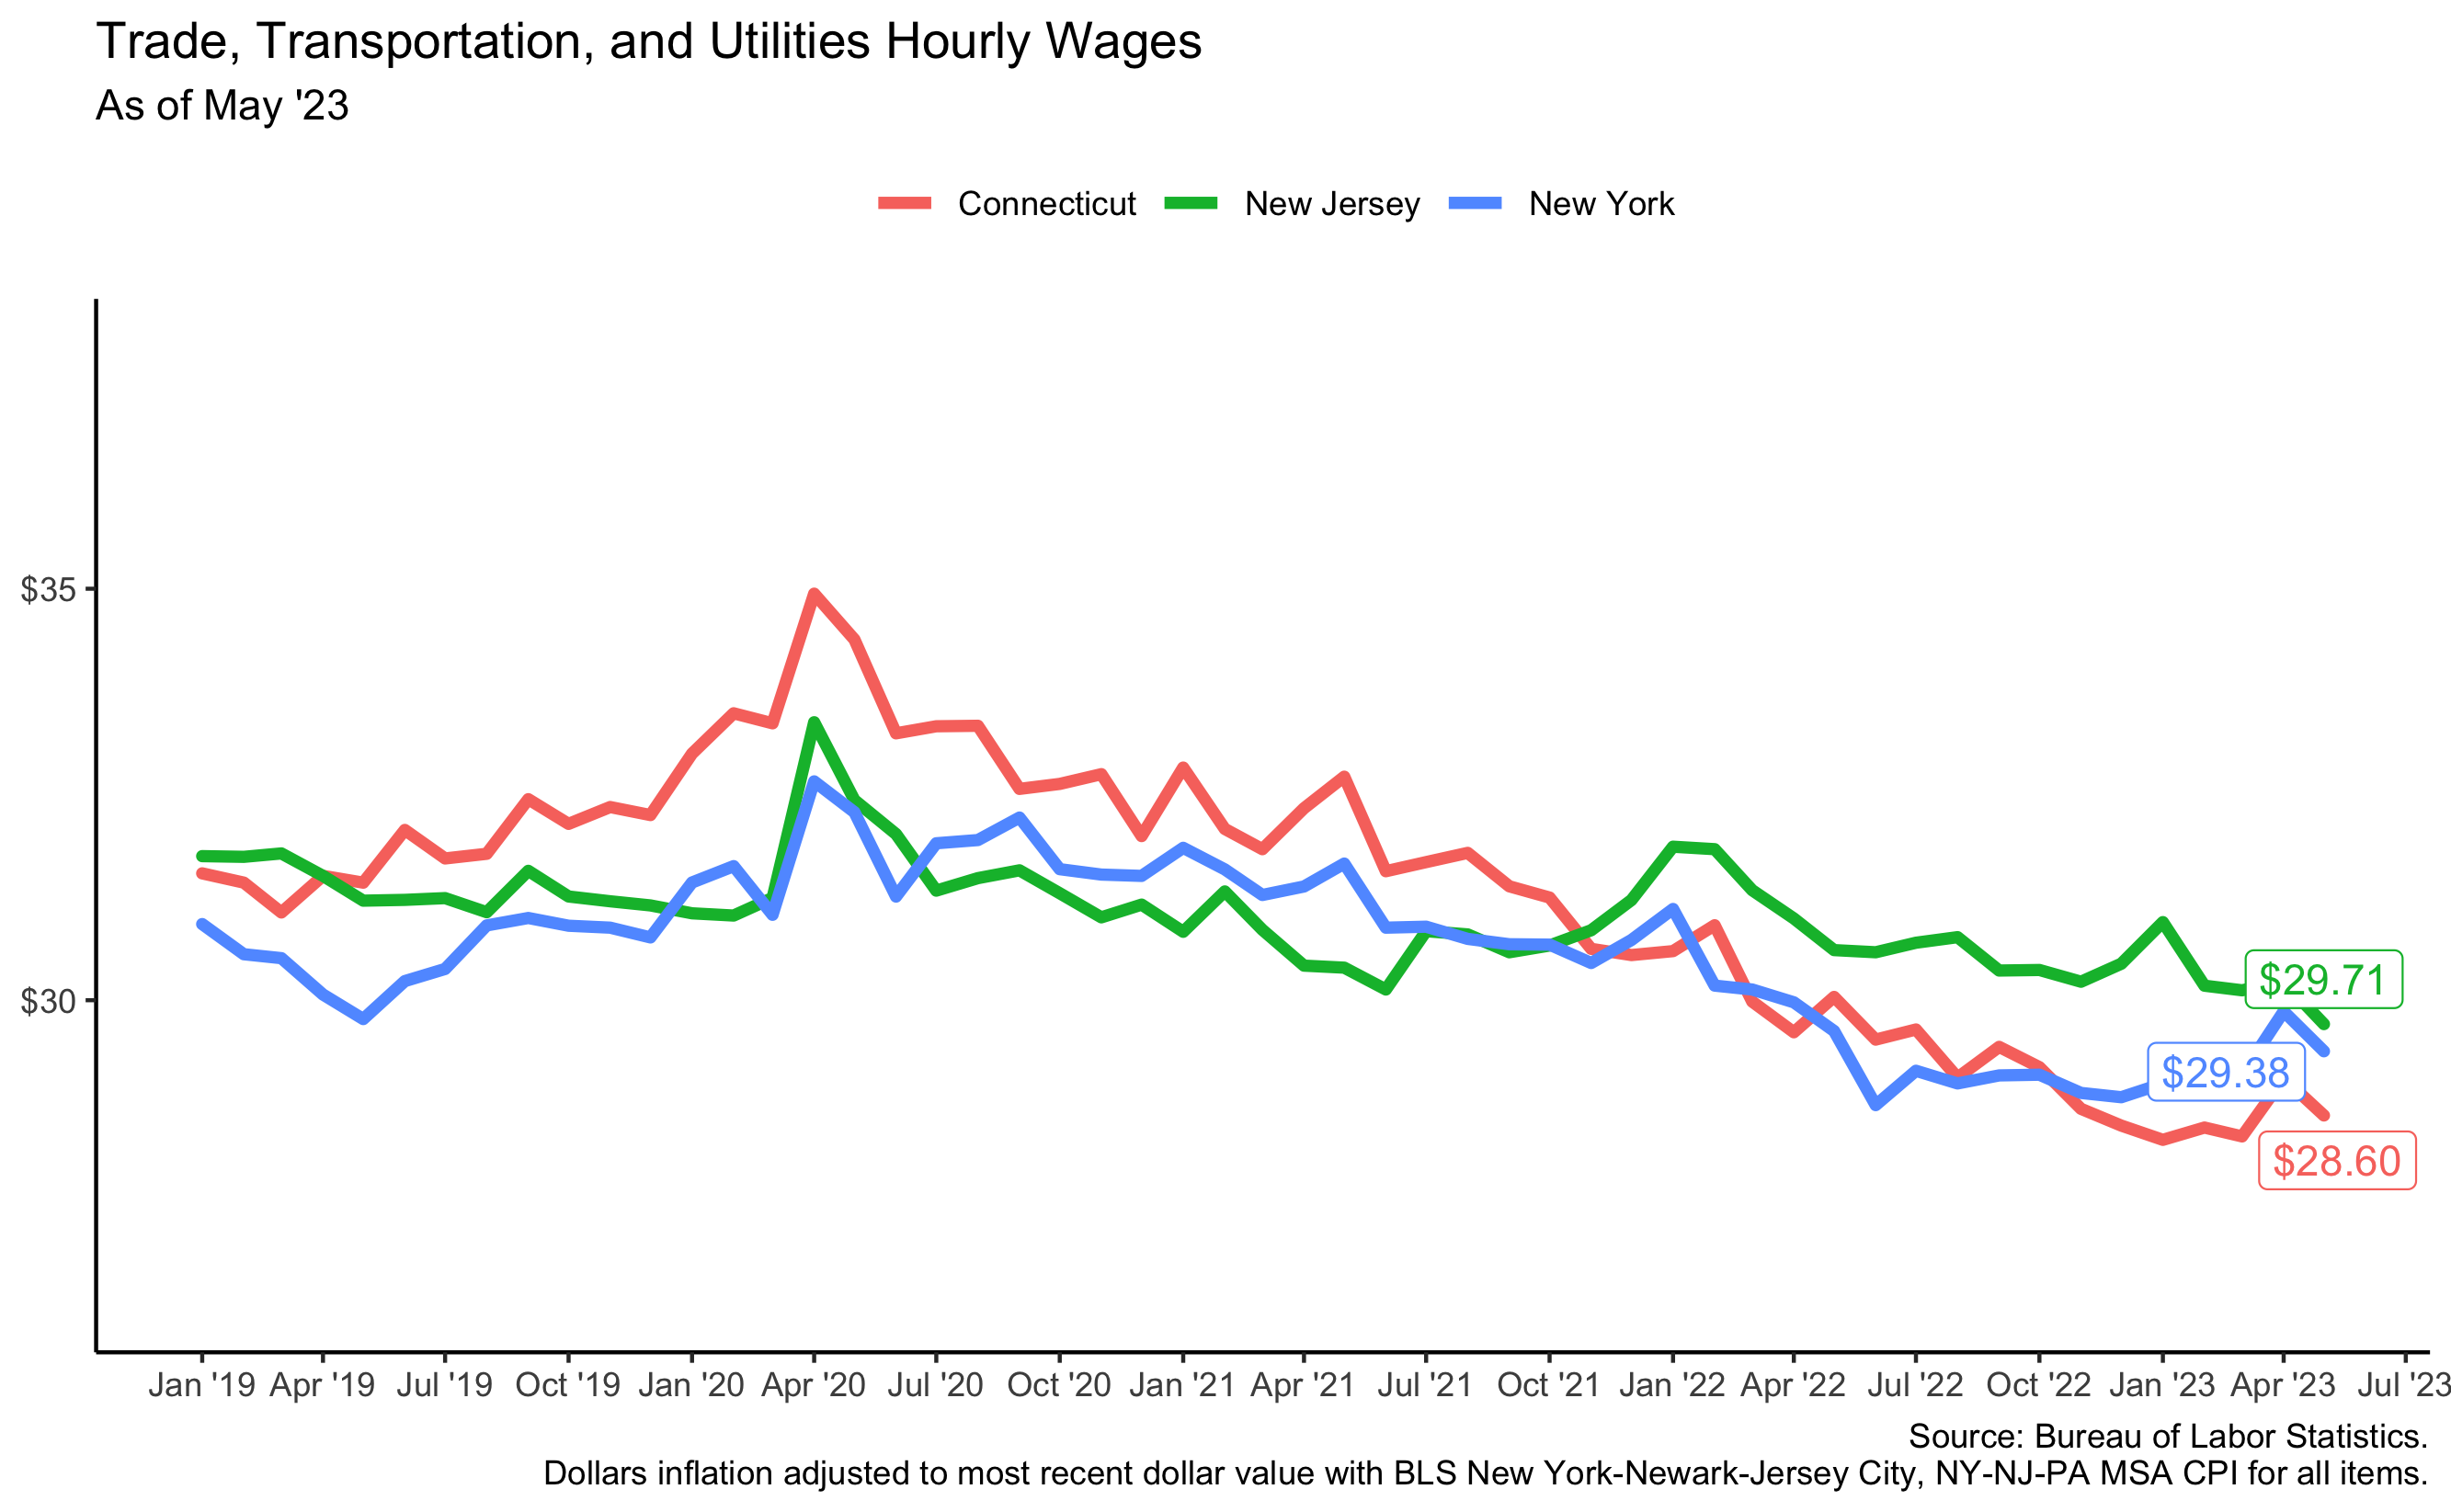 Trade, Transportation, and Utilities Hourly Wages
As of May '23
Connecticut New Jersey New York
$35
$30
$29.71
$29.38
$28.60
Jan '19 Apr '19 Jul '19 Oct '19 Jan '20 Apr '20 Jul '20 Oct '20 Jan '21 Apr '21 Jul '21 Oct '21 Jan '22 Apr '22 Jul '22 Oct '22 Jan '23 Apr '23 Jul '23
Source: Bureau of Labor Statistics.
Dollars inflation adjusted to most recent dollar value with BLS New York-Newark-Jersey City, NY-NJ-PA MSA CPI for all items.